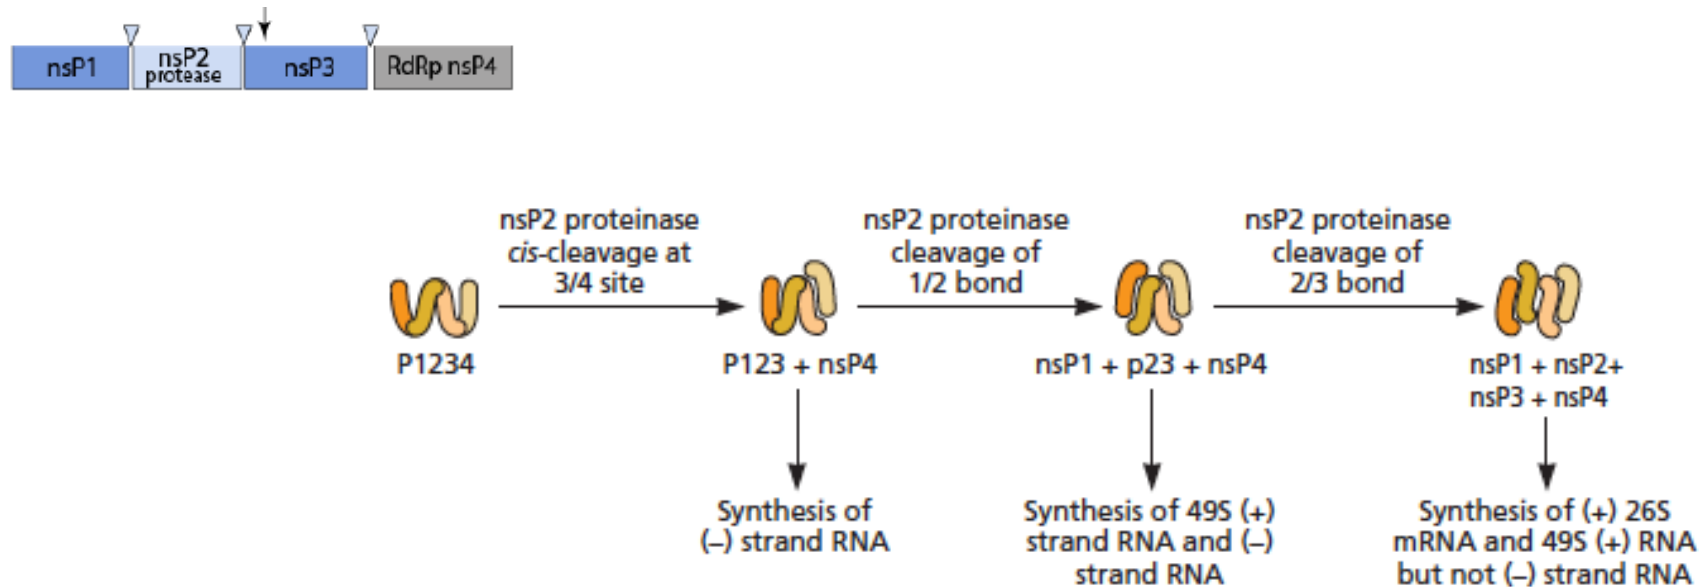 nsP1
nsP2
protease
nsP3
RdRp nsP4
nsP2 proteinase
cis-cleavage at
3/4 site
nsP2 proteinase
cleavage of
1/2 bond
nsP2 proteinase
cleavage of
2/3 bond
P1234
P123 + nsP4
nsP1 + p23 + nsP4
nsP1 + nsP2+
nsP3 + nsP4
Synthesis of
(–) strand RNA
Synthesis of 49S (+)
strand RNA and (–)
strand RNA
Synthesis of (+) 26S
mRNA and 49S (+) RNA
but not (–) strand RNA